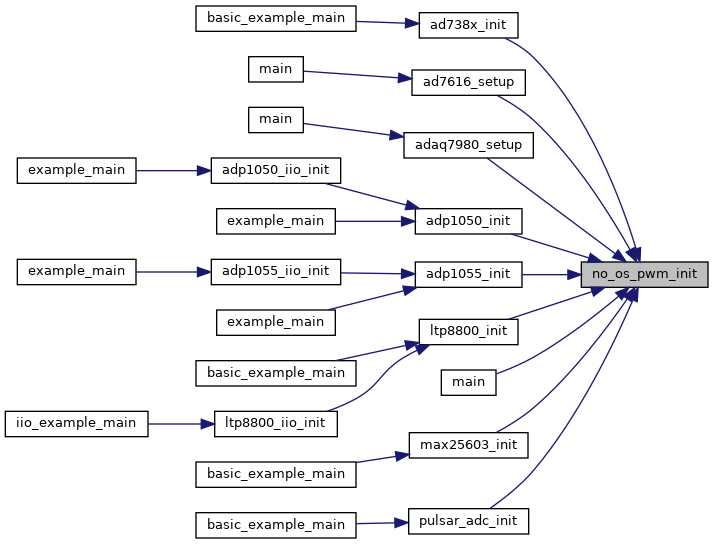 basic_example_main
ad738x_init
main
ad7616_setup
main
adaq7980_setup
example_main
adp1050_iio_init
example_main
adp1050_init
example_main
adp1055_iio_init
adp1055_init
no_os_pwm_init
example_main
ltp8800_init
basic_example_main
main
iio_example_main
ltp8800_iio_init
max25603_init
basic_example_main
pulsar_adc_init
basic_example_main